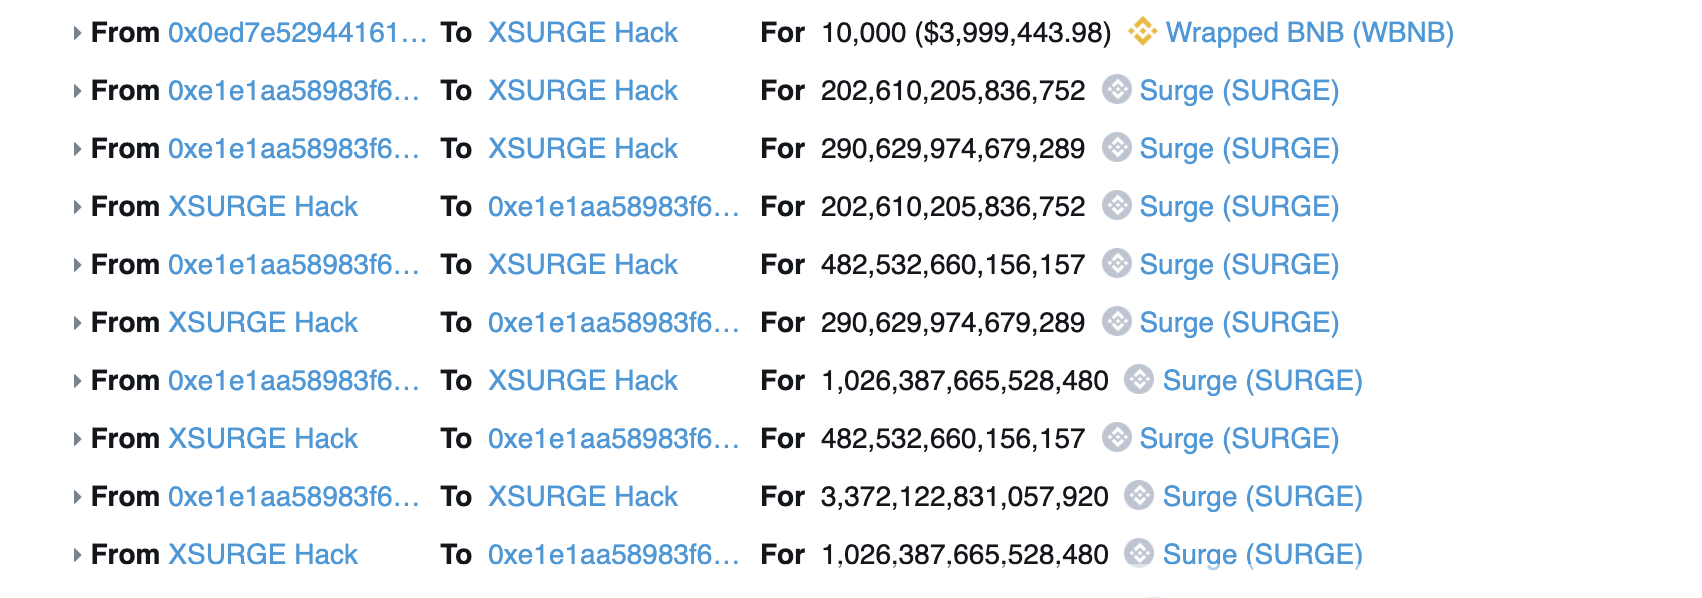 From 0x0ed7e52944161... To XSURGE Hack For 10,000 ($3,999,443.98) Wrapped BNB (WBNB)
From 0xe1e1aa58983f6... To XSURGE Hack For 202,610,205,836,752 Surge (SURGE)
From 0xe1e1aa58983f6... To XSURGE Hack For 290,629,974,679,289 Surge (SURGE)
From XSURGE Hack To 0xe1e1aa58983f6... For 202,610,205,836,752 Surge (SURGE)
From 0xe1e1aa58983f6... To XSURGE Hack For 482,532,660,156,157 Surge (SURGE)
From XSURGE Hack To 0xe1e1aa58983f6... For 290,629,974,679,289 Surge (SURGE)
From 0xe1e1aa58983f6... To XSURGE Hack For 1,026,387,665,528,480 Surge (SURGE)
From XSURGE Hack To 0xe1e1aa58983f6... For 482,532,660,156,157 Surge (SURGE)
From 0xe1e1aa58983f6... To XSURGE Hack For 3,372,122,831,057,920 Surge (SURGE)
From XSURGE Hack To 0xe1e1aa58983f6... For 1,026,387,665,528,480 Surge (SURGE)